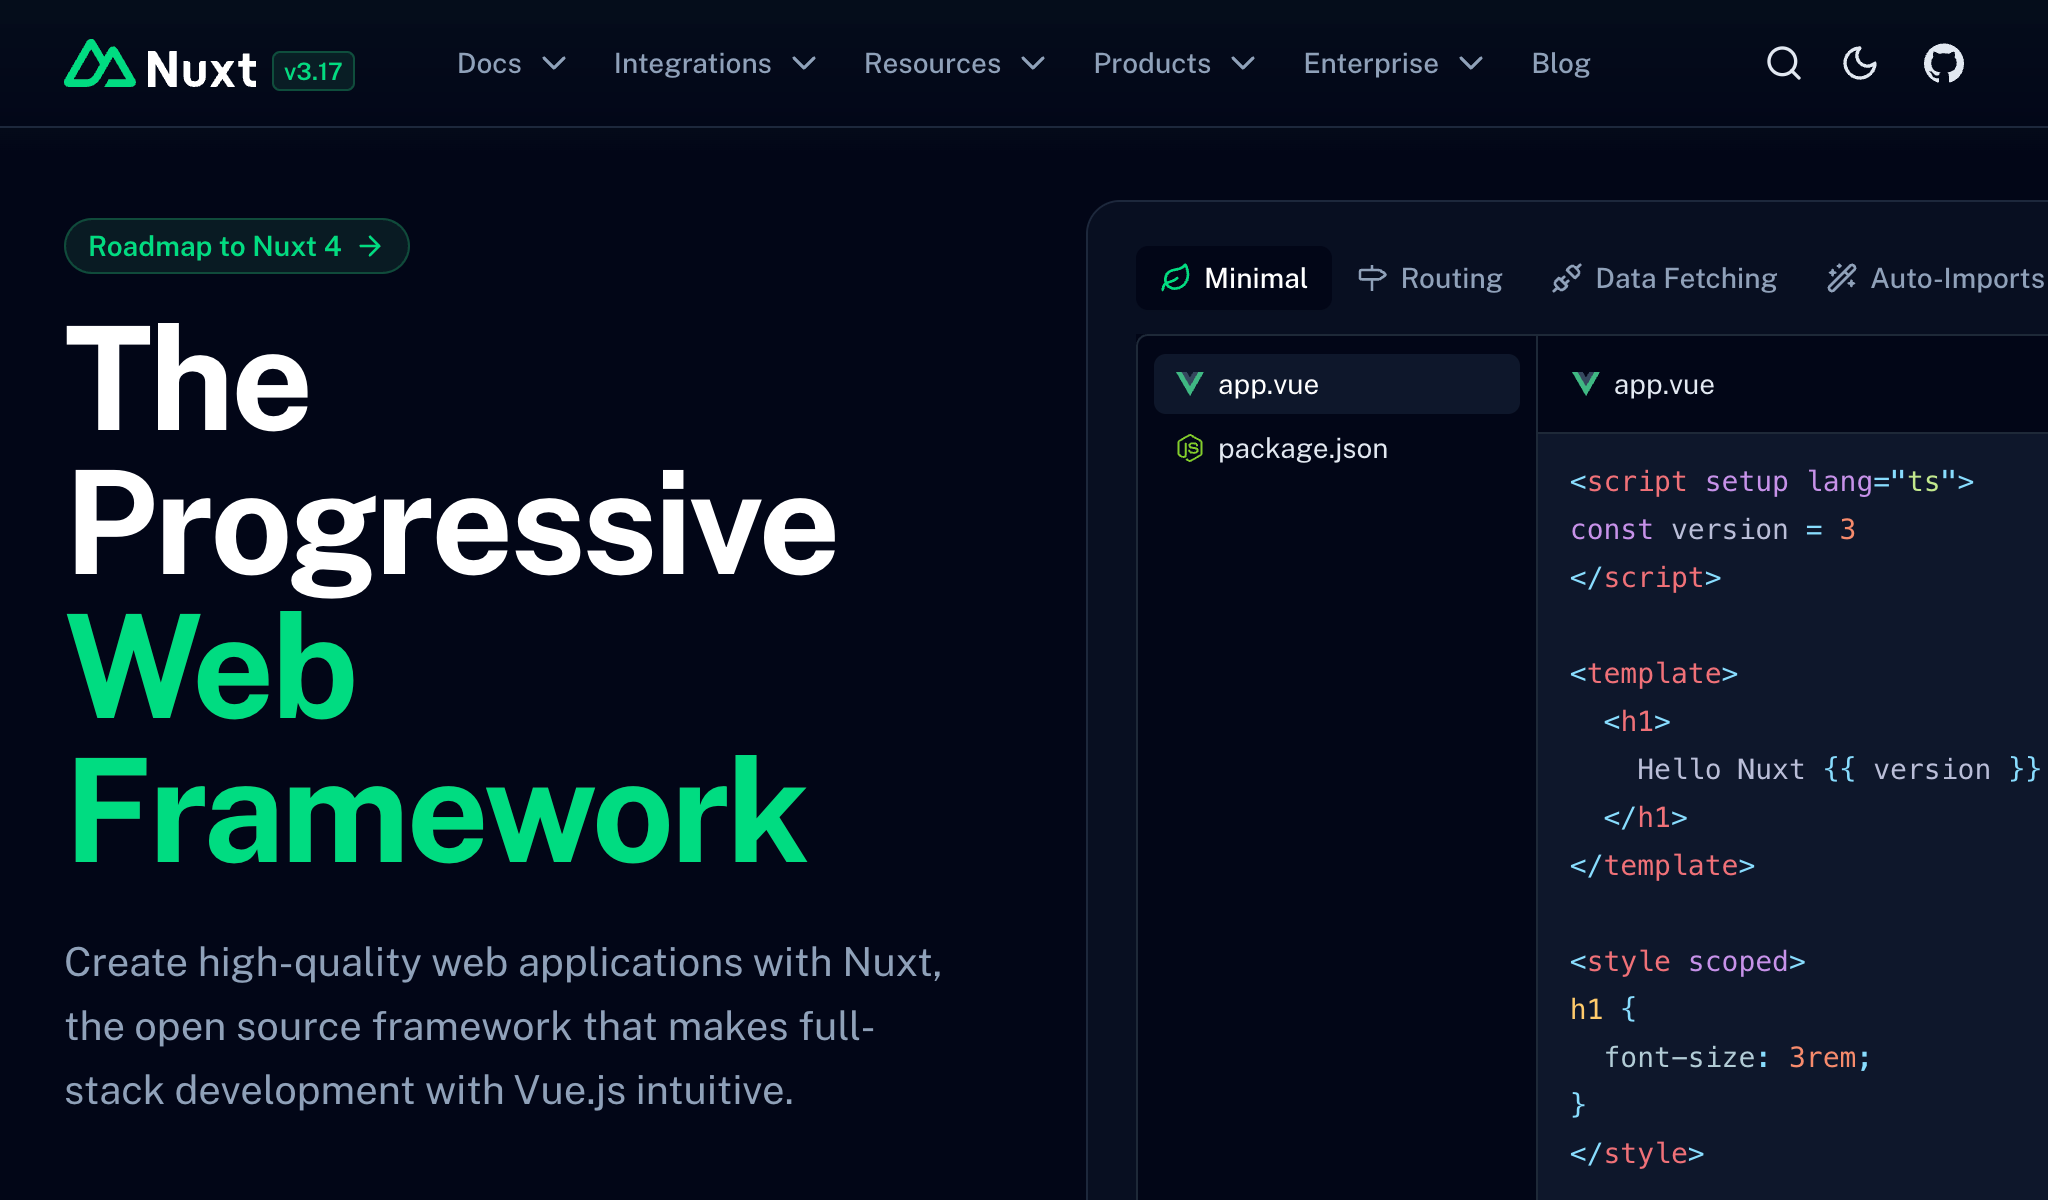 Nuxt v3.17 Docs Integrations Resources Products Enterprise Blog
Roadmap to Nuxt 4
The
Progressive
Web
Framework
Create high-quality web applications with Nuxt,
the open source framework that makes full-
stack development with Vue.js intuitive.
Minimal Routing Data Fetching Auto-Imports
app.vue
package.json
app.vue
<script setup lang="ts">
const version = 3
</script>
<template>
<h1>
Hello Nuxt {{ version }}
</h1>
</template>
<style scoped>
h1 {
font-size: 3rem;
}
</style>